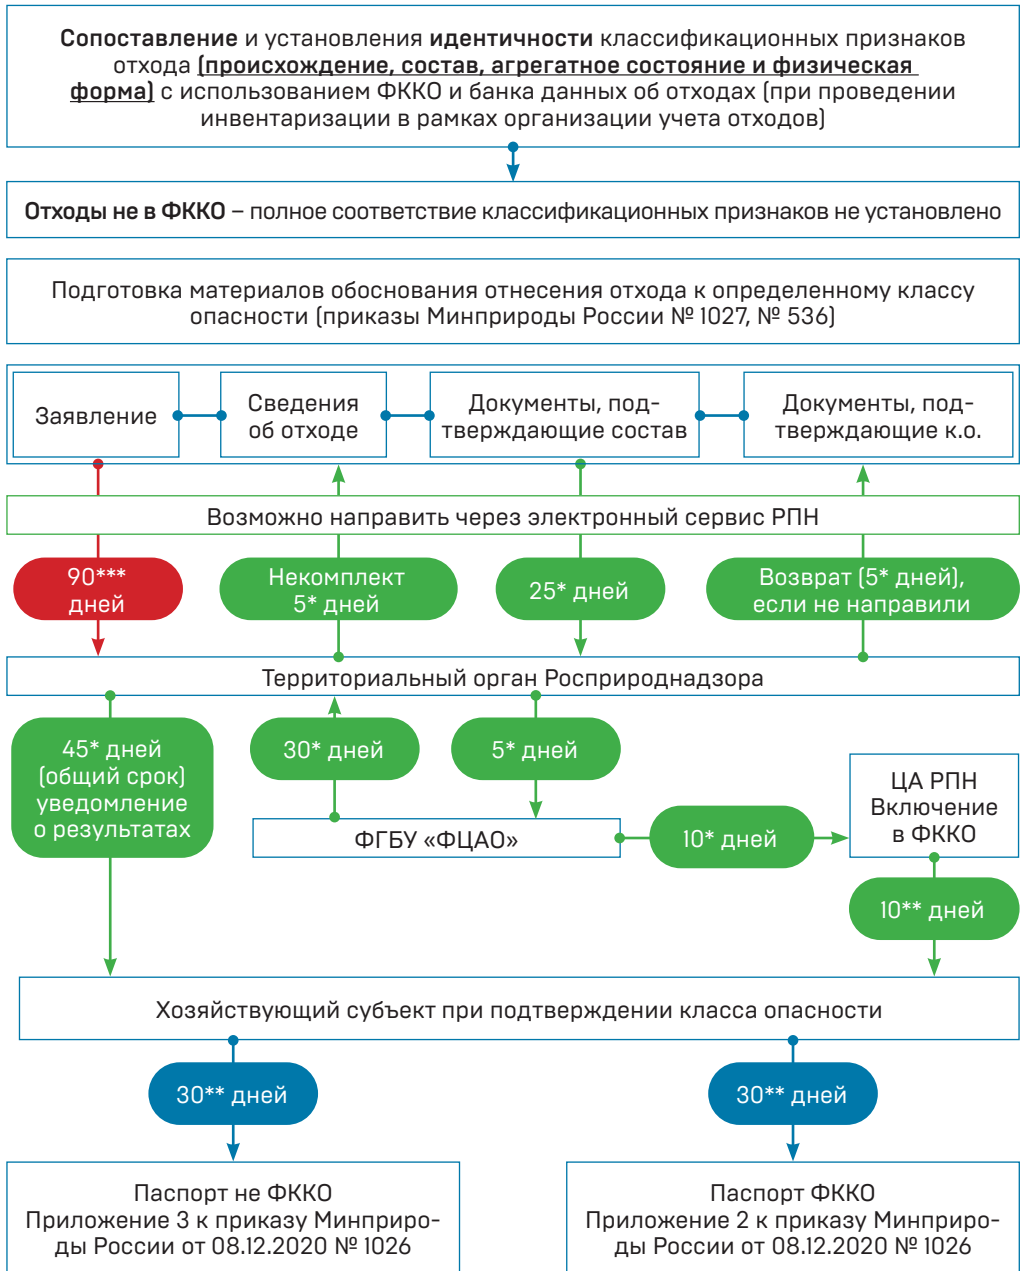 Сопоставление и установления идентичности классификационных признаков
отхода (происхождение, состав, агрегатное состояние и физическая
форма) с использованием ФККО и банка данных об отходах (при проведении
инвентаризации в рамках организации учета отходов)
Отходы не в ФККО – полное соответствие классификационных признаков не установлено
Подготовка материалов обоснования отнесения отхода к определенному классу
опасности (приказы Минприроды России № 1027, № 536)
Заявление
Сведения
об отходе
Документы, под-
тверждающие состав
Документы, под-
тверждающие к.о.
Возможно направить через электронный сервис РПН
90***
дней
Некомплект
5* дней
25* дней
Возврат (5* дней),
если не направили
Территориальный орган Росприроднадзора
45* дней
(общий срок)
уведомление
о результатах
30* дней
5* дней
ФГБУ «ФЦАО»
10* дней
ЦА РПН
Включение
в ФККО
10** дней
Хозяйствующий субъект при подтверждении класса опасности
30** дней
30** дней
Паспорт не ФККО
Приложение 3 к приказу Минприро-
ды России от 08.12.2020 № 1026
Паспорт ФККО
Приложение 2 к приказу Минприро-
ды России от 08.12.2020 № 1026